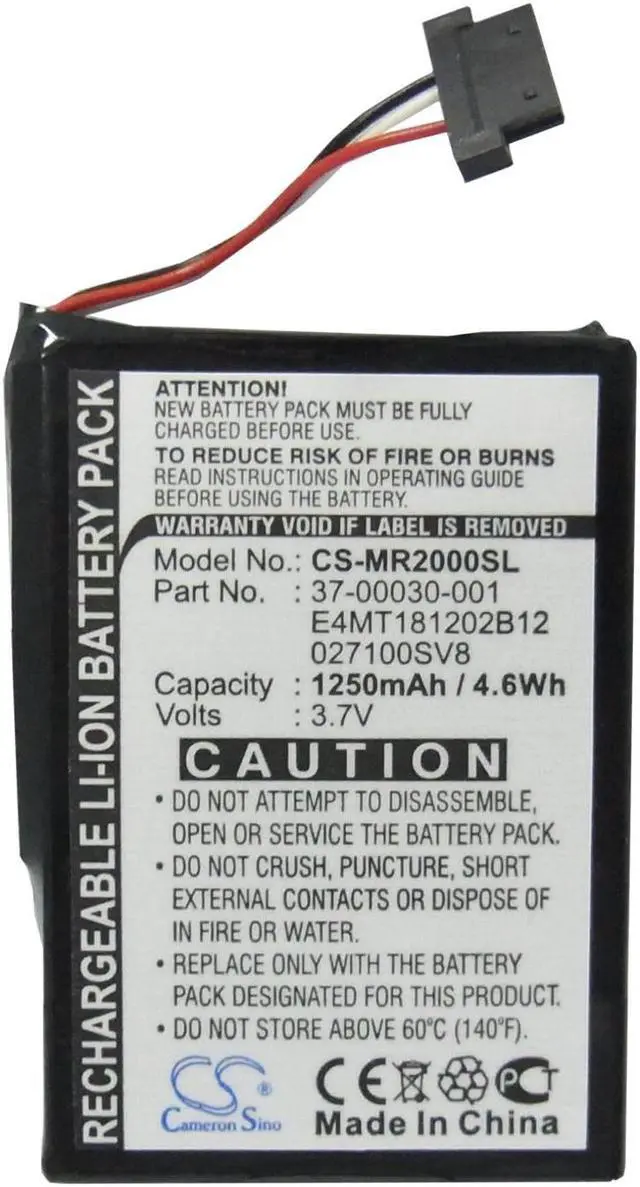 RECHARGEABLE LI-ION BATTERY PACK
ATTENTION!
NEW BATTERY PACK MUST BE FULLY
CHARGED BEFORE USE.
TO REDUCE RISK OF FIRE OR BURNS
READ INSTRUCTIONS IN OPERATING GUIDE
BEFORE USING THE BATTERY.
WARRANTY VOID IF LABEL IS REMOVED
Model No.: CS-MR2000SL
Part No. : 37-00030-001
E4MT181202B12
027100SV8
Capacity : 1250mAh / 4.6Wh
Volts : 3.7V
CAUTION
• DO NOT ATTEMPT TO DISASSEMBLE,
OPEN OR SERVICE THE BATTERY PACK.
• DO NOT CRUSH, PUNCTURE, SHORT
EXTERNAL CONTACTS OR DISPOSE OF
IN FIRE OR WATER.
• REPLACE ONLY WITH THE BATTERY
PACK DESIGNATED FOR THIS PRODUCT.
• DO NOT STORE ABOVE 60°C (140°F).
CS®
Cameron Sino
CE PCT
Made In China